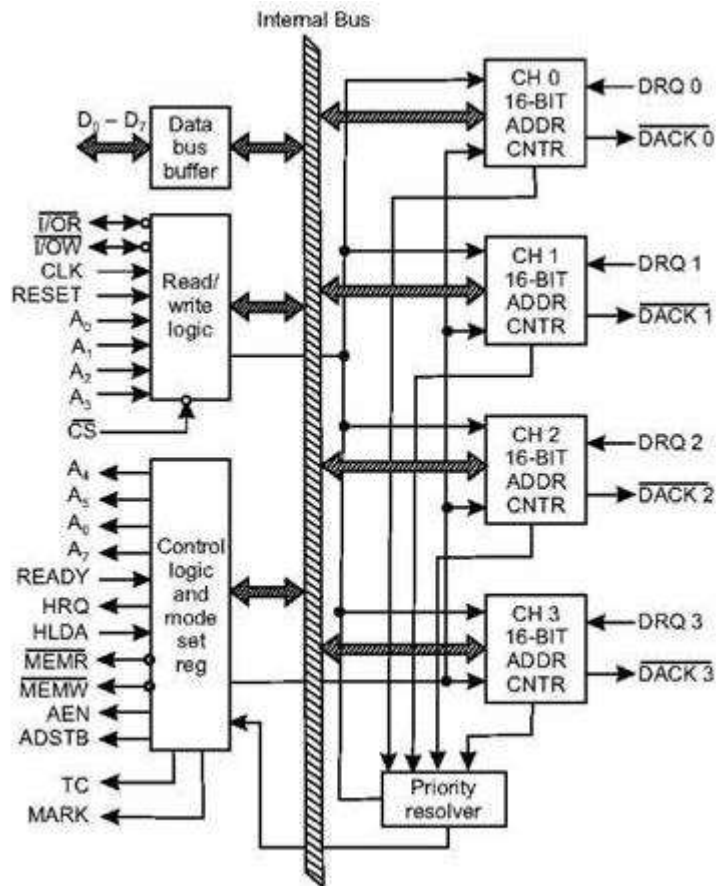 Internal Bus
D₀ – D₇
Data
bus
buffer
I/OR
I/OW
CLK
RESET
A₀
A₁
A₂
A₃
CS
Read/
write
logic
A₄
A₅
A₆
A₇
READY
HRQ
HLDA
MEMR
MEMW
AEN
ADSTB
TC
MARK
Control
logic
and
mode
set
reg
CH 0
16-BIT
ADDR
CNTR
DRQ 0
DACK 0
CH 1
16-BIT
ADDR
CNTR
DRQ 1
DACK 1
CH 2
16-BIT
ADDR
CNTR
DRQ 2
DACK 2
CH 3
16-BIT
ADDR
CNTR
DRQ 3
DACK 3
Priority
resolver